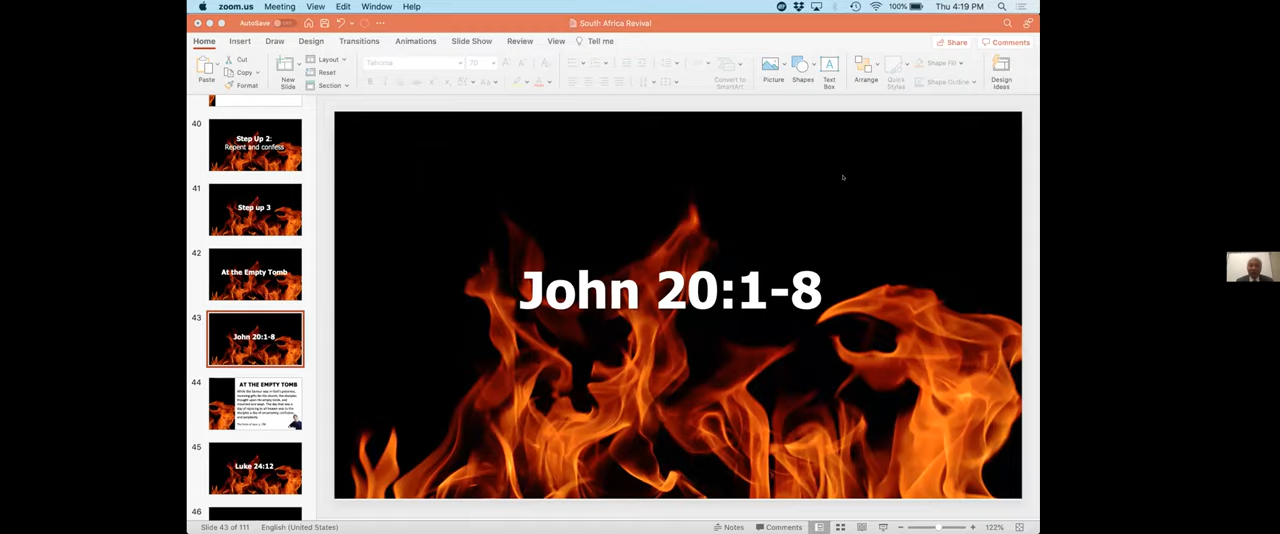 zoom.us Meeting View Edit Window Help
100% Thu 4:19 PM
AutoSave OFF
South Africa Revival
Home Insert Draw Design Transitions Animations Slide Show Review View Tell me
Share Comments
Paste
Cut
Copy
Format
New
Slide
Layout
Reset
Section
Tahoma 70
Convert to
SmartArt
Picture
Shapes
Text
Box
Arrange
Quick
Styles
Shape Fill
Shape Outline
Design
Ideas
40
Step Up 2:
Repent and confess
41
Step up 3
42
At the Empty Tomb
43
John 20:1-8
44
AT THE EMPTY TOMB
45
Luke 24:12
46
John 20:1-8
Slide 43 of 111 English (United States)
Notes Comments 122%